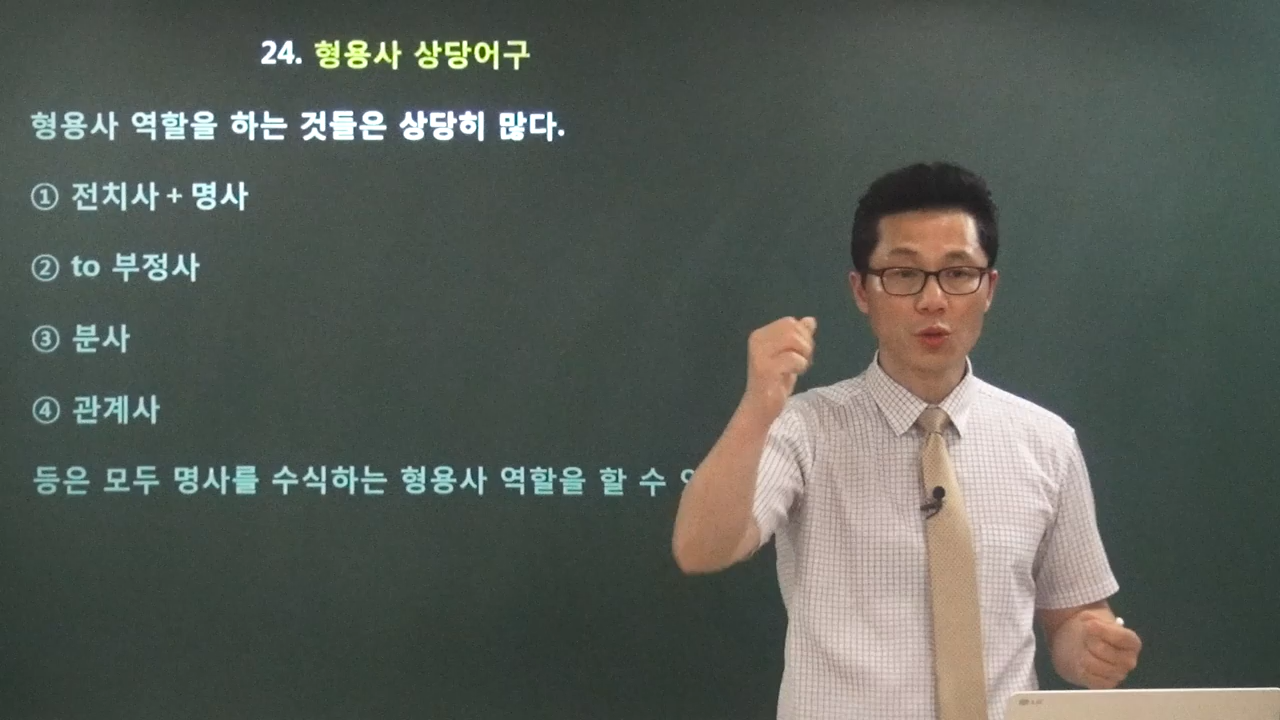 24. 형용사 상당어구
형용사 역할을 하는 것들은 상당히 많다.
① 전치사 + 명사
② to 부정사
③ 분사
④ 관계사
등은 모두 명사를 수식하는 형용사 역할을 할 수
LG